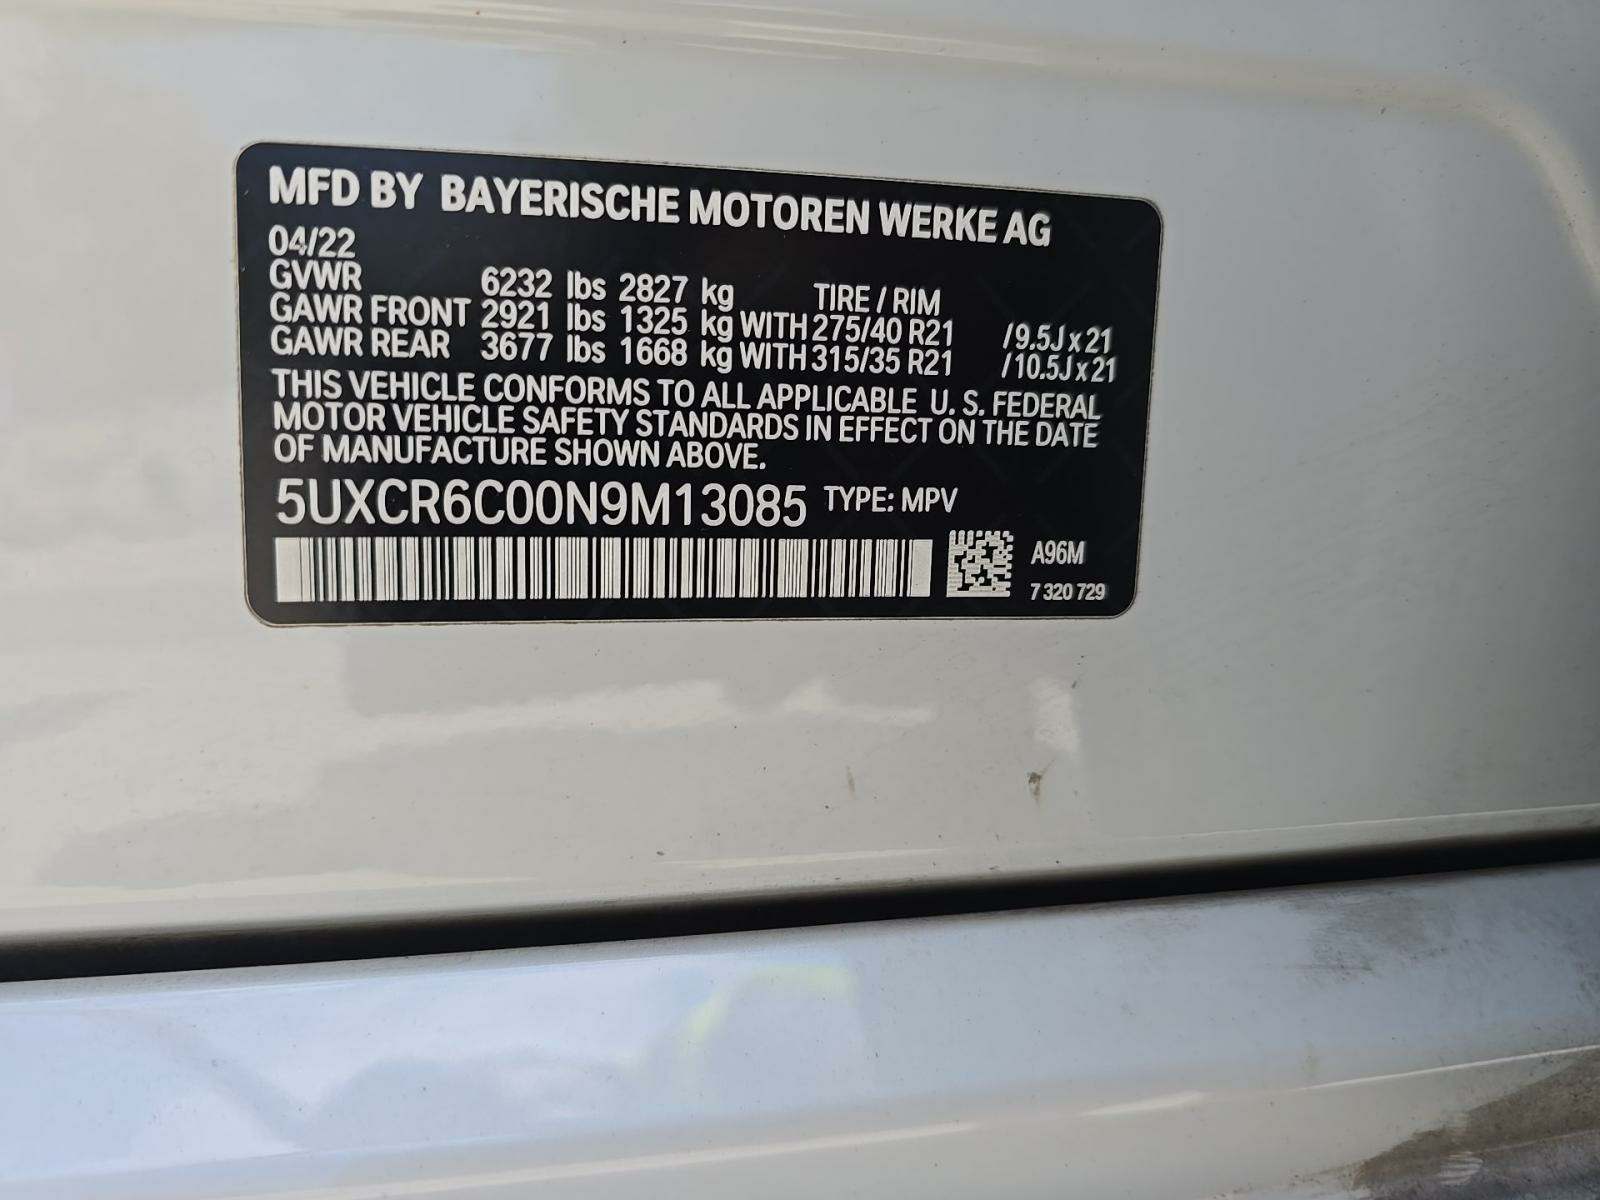 MFD BY BAYERISCHE MOTOREN WERKE AG
04/22
GVWR 6232 lbs 2827 kg TIRE / RIM
GAWR FRONT 2921 lbs 1325 kg WITH 275/40 R21 /9.5J x 21
GAWR REAR 3677 lbs 1668 kg WITH 315/35 R21 /10.5J x 21
THIS VEHICLE CONFORMS TO ALL APPLICABLE U. S. FEDERAL
MOTOR VEHICLE SAFETY STANDARDS IN EFFECT ON THE DATE
OF MANUFACTURE SHOWN ABOVE.
5UXCR6C00N9M13085 TYPE: MPV
A96M
7 320 729